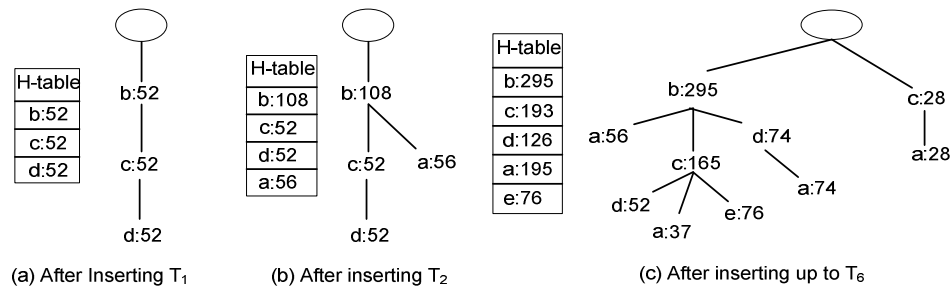 H-table
b:52
c:52
d:52
b:52
c:52
d:52
(a) After Inserting T1
H-table
b:108
c:52
d:52
a:56
b:108
c:52
a:56
d:52
(b) After inserting T2
H-table
b:295
c:193
d:126
a:195
e:76
b:295
c:28
a:56
d:74
a:28
c:165
a:74
d:52
e:76
a:37
(c) After inserting up to T6